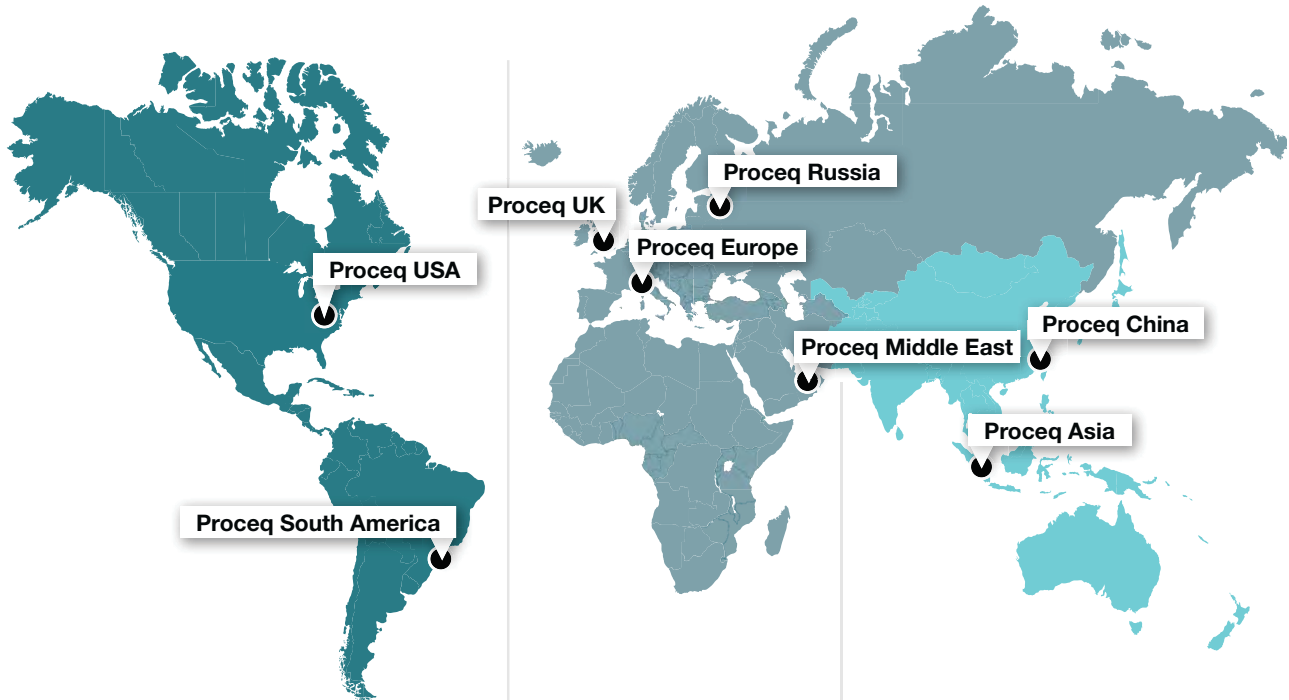 Proceq Russia
Proceq UK
Proceq Europe
Proceq USA
Proceq China
Proceq Middle East
Proceq Asia
Proceq South America